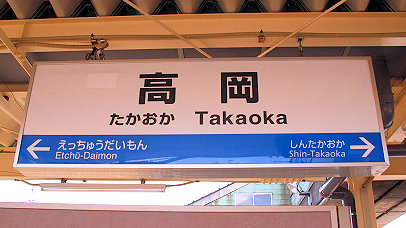 高岡
たかおか Takaoka
えっちゅうだいもん しんたかおか
Etchū-Daimon Shin-Takaoka